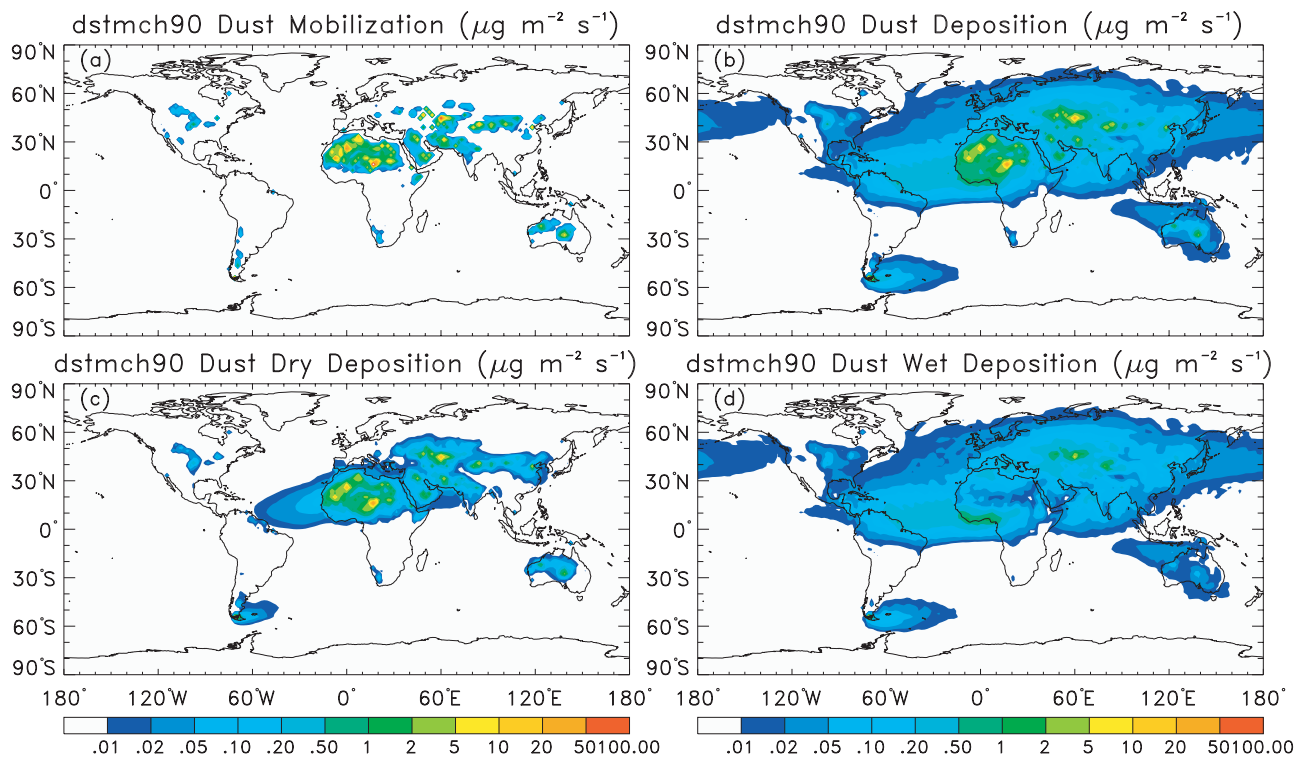 dstmch90 Dust Mobilization (μg m⁻² s⁻¹)
dstmch90 Dust Deposition (μg m⁻² s⁻¹)
90°N
(a)
60°N
30°N
0°
30°S
60°S
90°S
90°N
(b)
60°N
30°N
0°
30°S
60°S
90°S
dstmch90 Dust Dry Deposition (μg m⁻² s⁻¹)
dstmch90 Dust Wet Deposition (μg m⁻² s⁻¹)
90°N
(c)
60°N
30°N
0°
30°S
60°S
90°S
90°N
(d)
60°N
30°N
0°
30°S
60°S
90°S
180° 120°W 60°W 0° 60°E 120°E 180°
180° 120°W 60°W 0° 60°E 120°E 180°
.01 .02 .05 .10 .20 .50 1 2 5 10 20 50100.00
.01 .02 .05 .10 .20 .50 1 2 5 10 20 50100.00